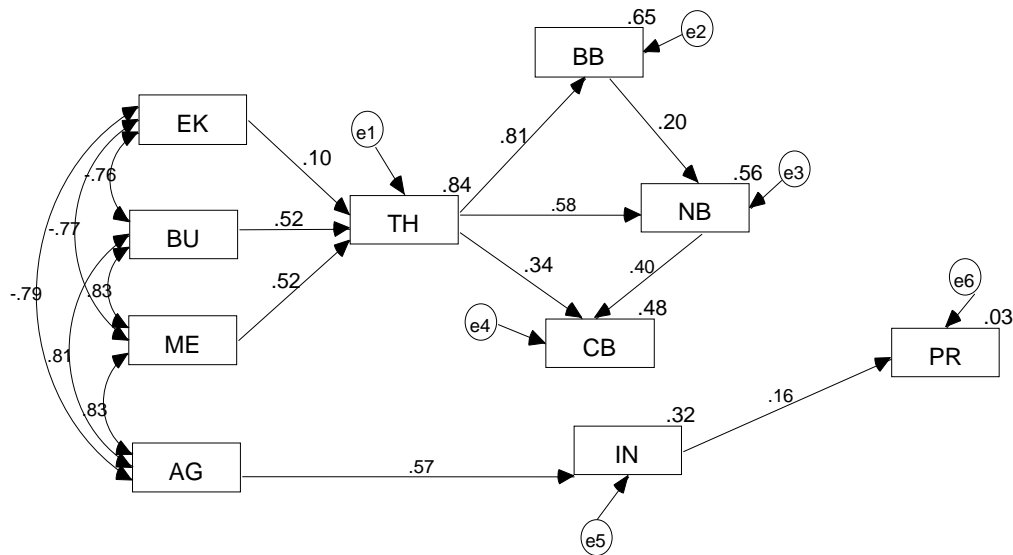 .65
e2
BB
EK
e1
.81
.20
.10
-.76
.84
.56
e3
TH
.58
NB
BU
.52
-.77
.34
.40
e6
-.79
.83
.52
.48
.03
e4
ME
CB
PR
.81
.83
.16
.32
AG
.57
IN
e5